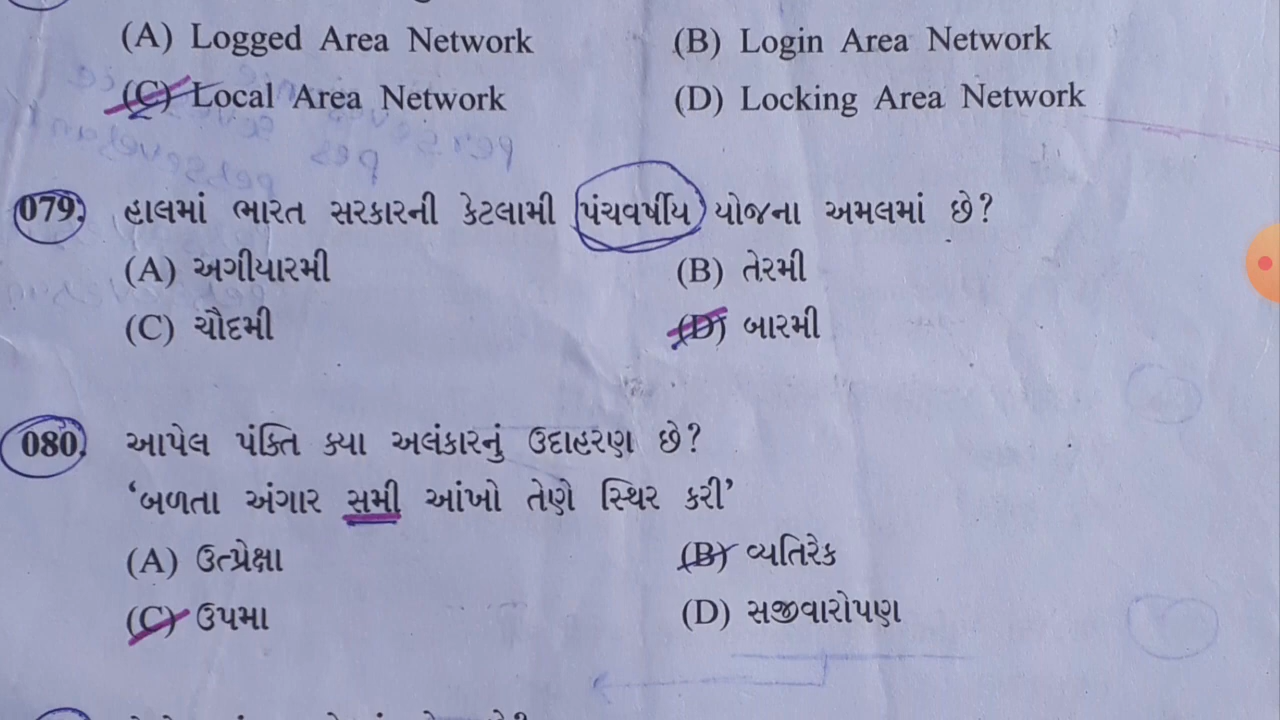 (A) Logged Area Network (B) Login Area Network
(C) Local Area Network (D) Locking Area Network
079. હાલમાં ભારત સરકારની કેટલામી પંચવર્ષીય યોજના અમલમાં છે?
(A) અગીયારમી (B) તેરમી
(C) ચૌદમી (D) બારમી
080. આપેલ પંક્તિ ક્યા અલંકારનું ઉદાહરણ છે?
‘બળતા અંગાર સમી આંખો તેણે સ્થિર કરી’
(A) ઉત્પ્રેક્ષા (B) વ્યતિરેક
(C) ઉપમા (D) સજીવારોપણ